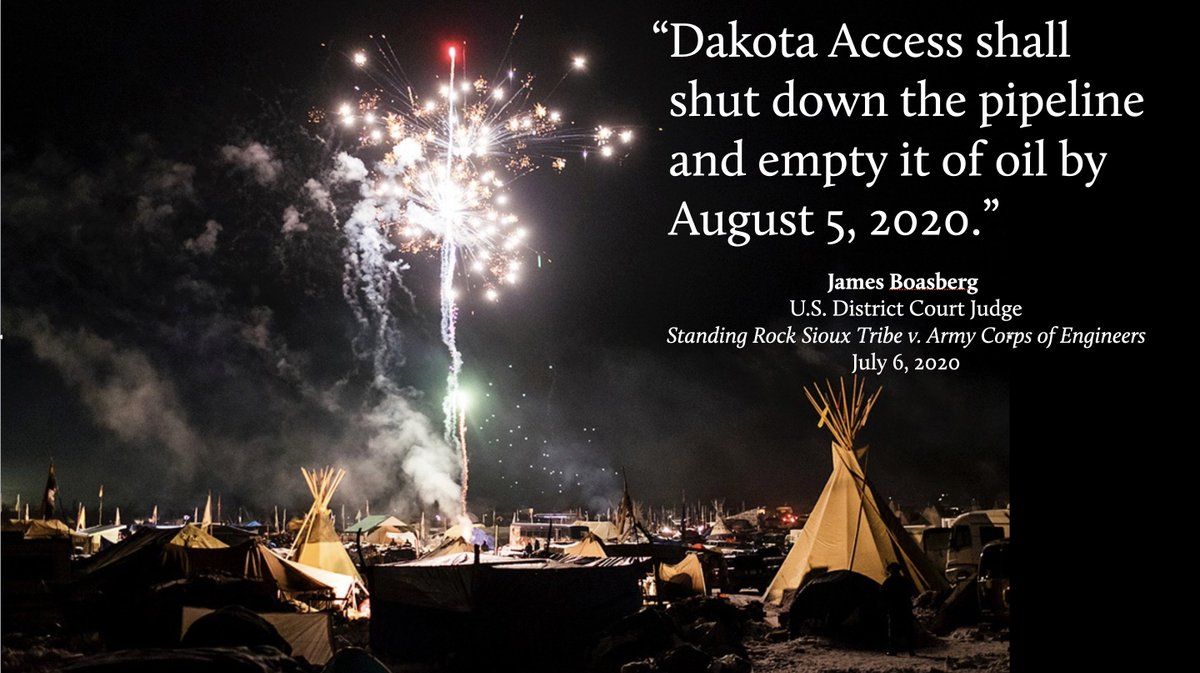 “Dakota Access shall
shut down the pipeline
and empty it of oil by
August 5, 2020.”
James Boasberg
U.S. District Court Judge
Standing Rock Sioux Tribe v. Army Corps of Engineers
July 6, 2020